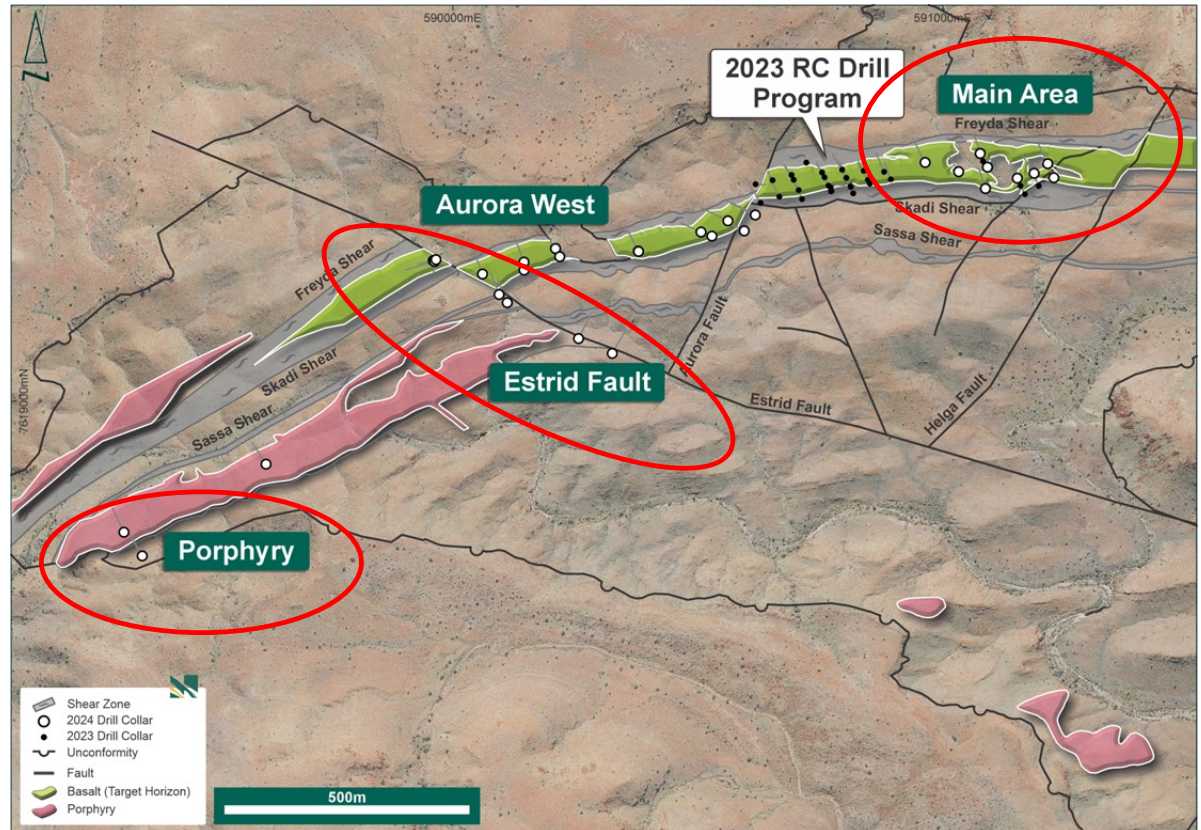 590000mE
591000mE
N
2023 RC Drill
Program
Main Area
Freyda Shear
Aurora West
Skadi Shear
Sassa Shear
Freyda Shear
Aurora Fault
Skadi Shear
Estrid Fault
7619000mN
Sassa Shear
Estrid Fault
Helga Fault
Porphyry
Shear Zone
2024 Drill Collar
2023 Drill Collar
Unconformity
Fault
Basalt (Target Horizon)
Porphyry
500m